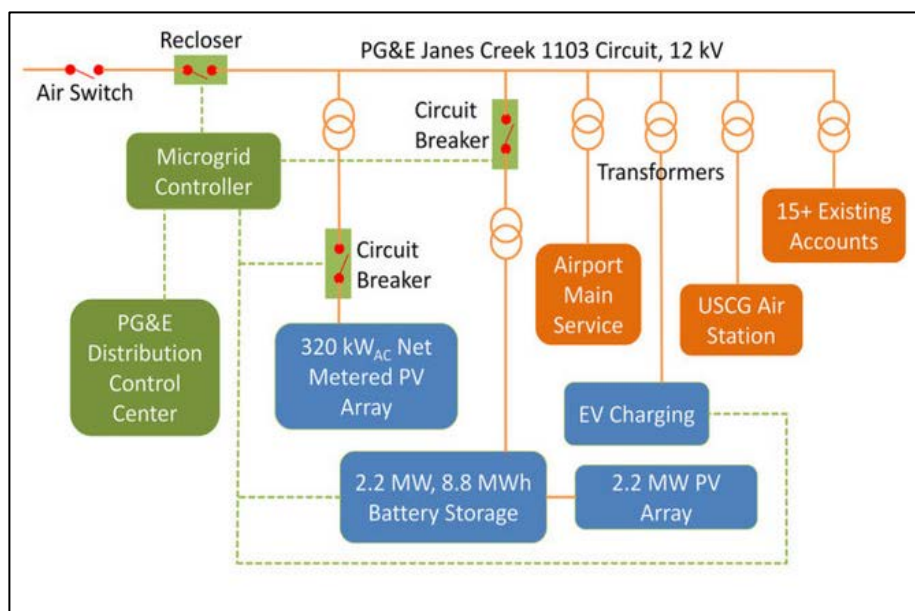 Recloser
PG&E Janes Creek 1103 Circuit, 12 kV
Air Switch
Circuit
Breaker
Microgrid
Controller
Transformers
15+ Existing
Accounts
Circuit
Breaker
Airport
Main
Service
USCG Air
Station
PG&E
Distribution
Control
Center
320 kWAC Net
Metered PV
Array
EV Charging
2.2 MW, 8.8 MWh
Battery Storage
2.2 MW PV
Array